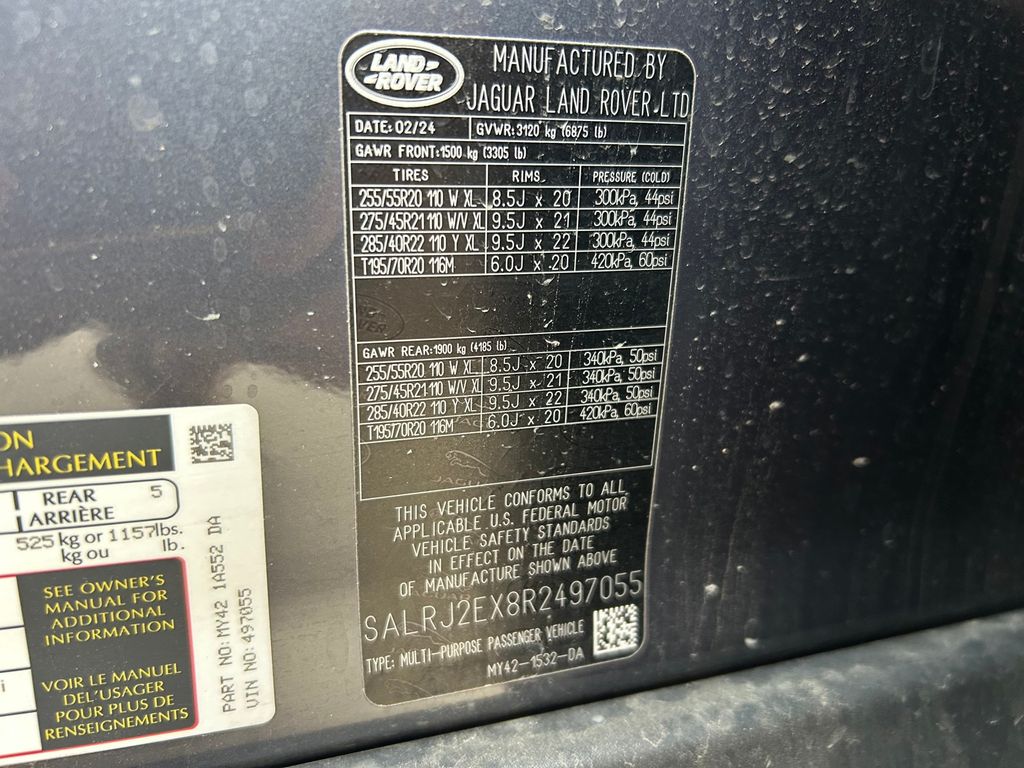 LAND
ROVER
MANUFACTURED BY
JAGUAR LAND ROVER LTD
DATE: 02/24 GVWR: 3120 kg (6875 lb)
GAWR FRONT: 1500 kg (3305 lb)
TIRES RIMS PRESSURE (COLD)
255/55R20 110 W XL 8.5J x 20 300kPa, 44psi
275/45R21 110 W/V XL 9.5J x 21 300kPa, 44psi
285/40R22 110 Y XL 9.5J x 22 300kPa, 44psi
T195/70R20 116M 6.0J x 20 420kPa, 60psi
GAWR REAR: 1900 kg (4185 lb)
255/55R20 110 W XL 8.5J x 20 340kPa, 50psi
275/45R21 110 W/V XL 9.5J x 21 340kPa, 50psi
285/40R22 110 Y XL 9.5J x 22 340kPa, 50psi
T195/70R20 116M 6.0J x 20 420kPa, 60psi
THIS VEHICLE CONFORMS TO ALL
APPLICABLE U.S. FEDERAL MOTOR
VEHICLE SAFETY STANDARDS
IN EFFECT ON THE DATE
OF MANUFACTURE SHOWN ABOVE
SALRJ2EX8R2497055
TYPE: MULTI-PURPOSE PASSENGER VEHICLE
MY42-1532-DA
ON
HARGEMENT
REAR 5
ARRIÈRE
525 kg or 1157 lbs.
kg ou lb.
SEE OWNER'S
MANUAL FOR
ADDITIONAL
INFORMATION
VOIR LE MANUEL
DEL'USAGER
POUR PLUS DE
RENSEIGNEMENTS
PART NO: MY42 1A552 DA
VIN NO: 497055